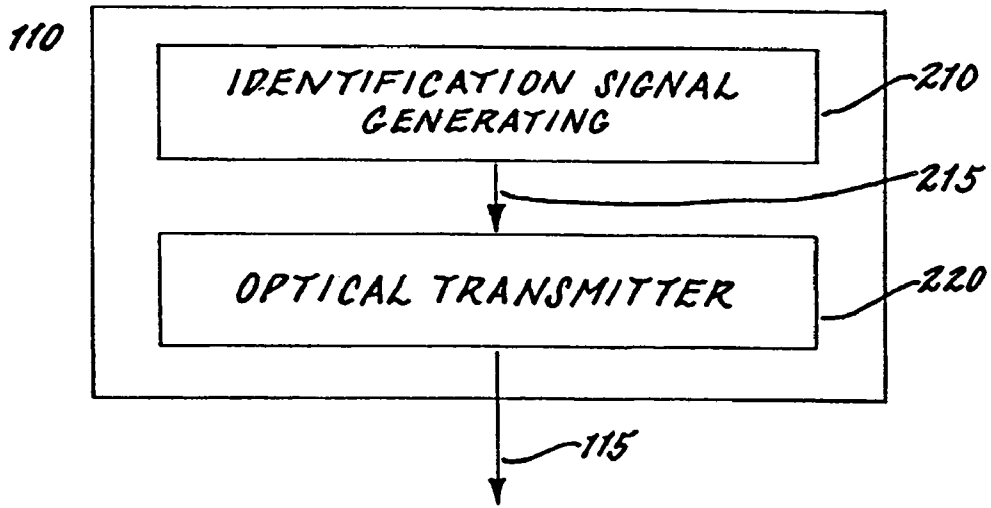 110
IDENTIFICATION SIGNAL
GENERATING
210
215
OPTICAL TRANSMITTER
220
115